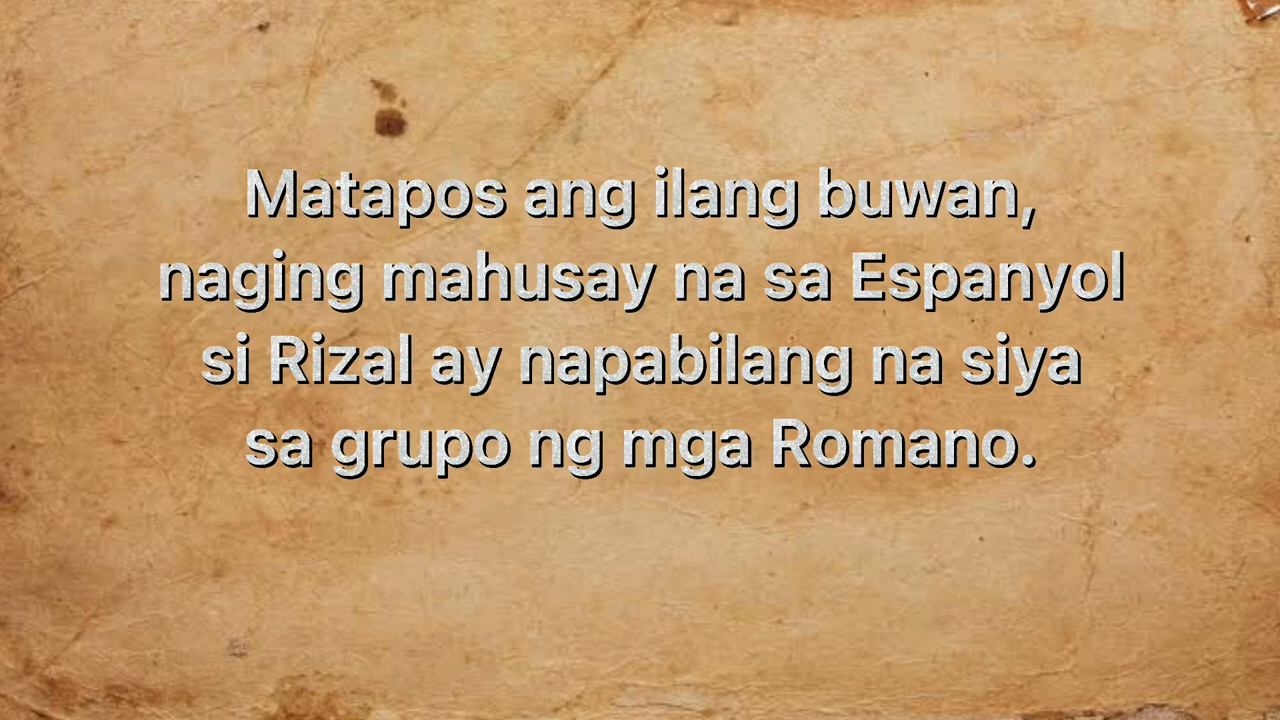 Matapos ang ilang buwan,
naging mahusay na sa Espanyol
si Rizal ay napabilang na siya
sa grupo ng mga Romano.